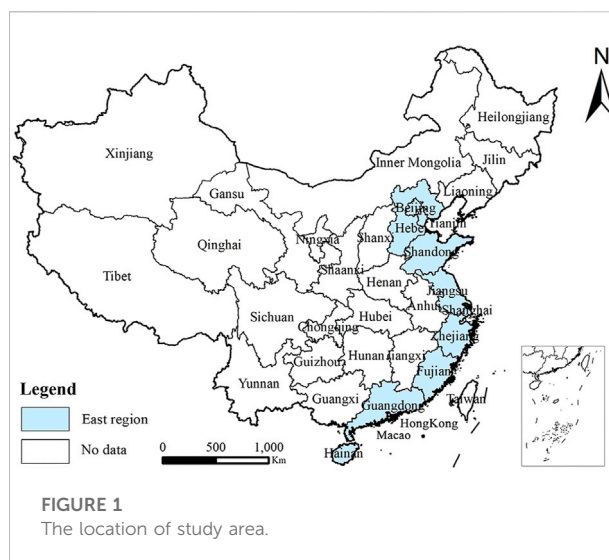 N
Heilongjiang
Xinjiang
Jilin
Inner Mongolia
Liaoning
Gansu
Beijing
Tianjin
Hebei
Ningxia
Shanxi
Qinghai
Shandong
Shaanxi
Tibet
Henan
Jiangsu
Anhui
Shanghai
Sichuan
Hubei
Chongqing
Zhejiang
Hunan
Jiangxi
Guizhou
Fujian
Yunnan
Guangxi
Guangdong
Taiwan
HongKong
Macao
Hainan
Legend
East region
No data
0 500 1,000
Km
FIGURE 1
The location of study area.